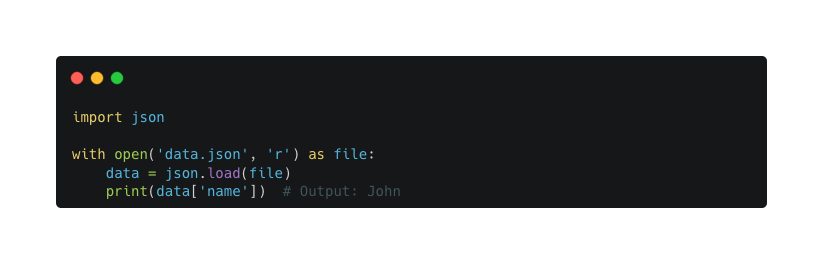 import json

with open('data.json', 'r') as file:
    data = json.load(file)
    print(data['name'])  # Output: John